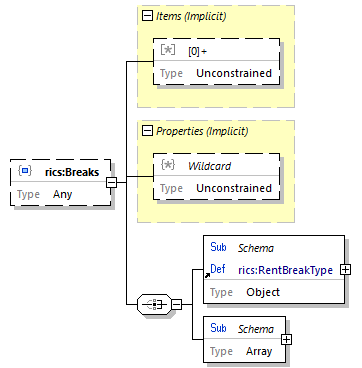 Items (Implicit)
[0]+
Type Unconstrained
Properties (Implicit)
Wildcard
Type Unconstrained
rics:Breaks
Type Any
Sub Schema
Def rics:RentBreakType
Type Object
Sub Schema
Type Array